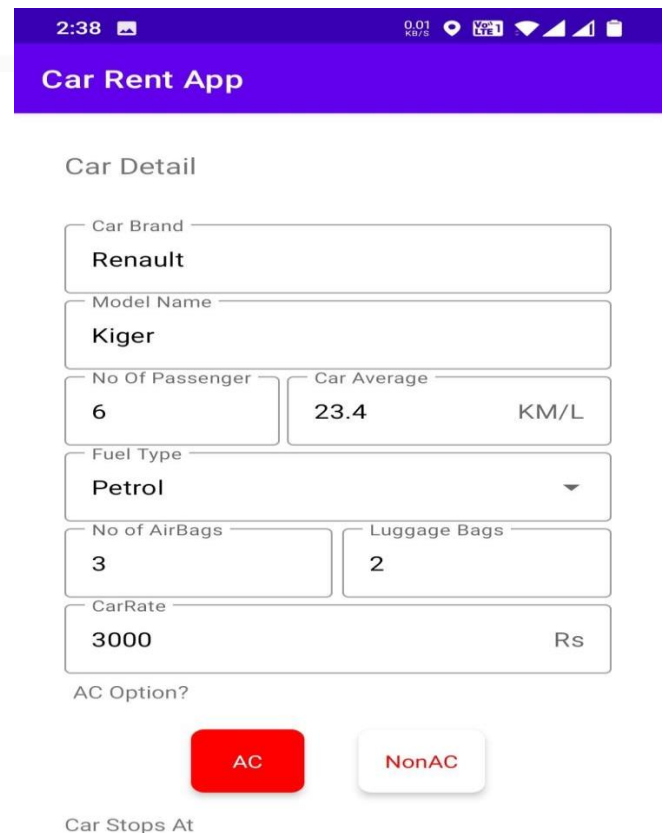 2:38 0.01 KB/S Vo) LTE 1
Car Rent App
Car Detail
Car Brand
Renault
Model Name
Kiger
No Of Passenger Car Average
6 23.4 KM/L
Fuel Type
Petrol
No of AirBags Luggage Bags
3 2
CarRate
3000 Rs
AC Option?
AC NonAC
Car Stops At